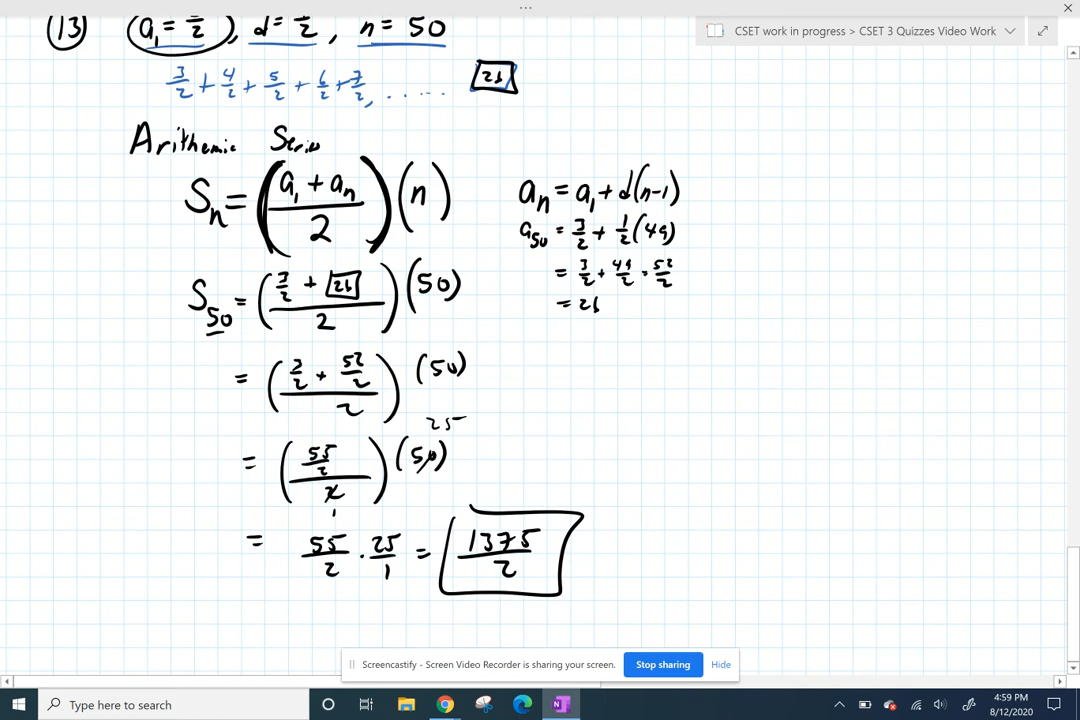 CSET work in progress > CSET 3 Quizzes Video Work
(13) (a₁ = /2), d = /2, n = 50
3/2 + 4/2 + 5/2 + 6/2 + 7/2, . . . . . . 26
Arithemic Series
Sn = ((a₁ + an)/2)(n)
an = a₁ + d(n-1)
a50 = 3/2 + 1/2(49)
= 3/2 + 49/2 = 52/2
= 26
S50 = ((3/2 + 26)/2)(50)
= ((3/2 + 52/2)/2)(50)
25
= ((55/2)/2)(50)
1
= 55/2 · 25/1 = 1375/2
Screencastify - Screen Video Recorder is sharing your screen. Stop sharing Hide
Type here to search
4:59 PM
8/12/2020